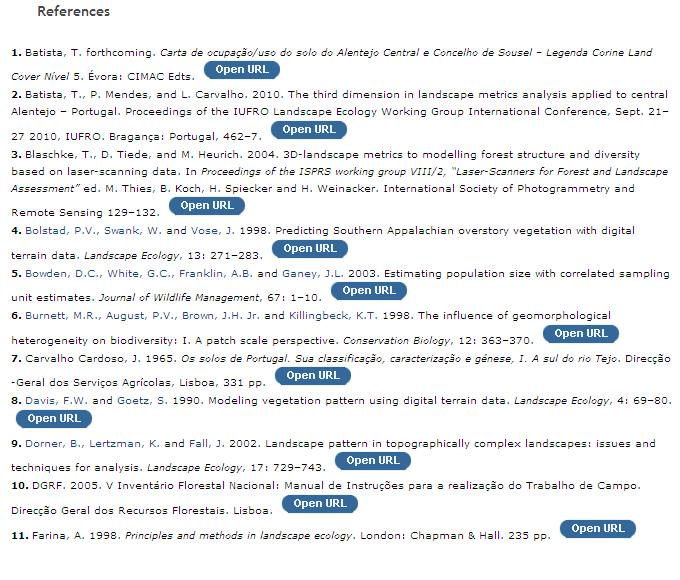 References
1. Batista, T. forthcoming. Carta de ocupação/uso do solo do Alentejo Central e Concelho de Sousel – Legenda Corine Land
Cover Nível 5. Évora: CIMAC Edts. Open URL
2. Batista, T., P. Mendes, and L. Carvalho. 2010. The third dimension in landscape metrics analysis applied to central
Alentejo – Portugal. Proceedings of the IUFRO Landscape Ecology Working Group International Conference, Sept. 21–
27 2010, IUFRO. Bragança: Portugal, 462–7. Open URL
3. Blaschke, T., D. Tiede, and M. Heurich. 2004. 3D-landscape metrics to modelling forest structure and diversity
based on laser-scanning data. In Proceedings of the ISPRS working group VIII/2, “Laser-Scanners for Forest and Landscape
Assessment” ed. M. Thies, B. Koch, H. Spiecker and H. Weinacker. International Society of Photogrammetry and
Remote Sensing 129–132. Open URL
4. Bolstad, P.V., Swank, W. and Vose, J. 1998. Predicting Southern Appalachian overstory vegetation with digital
terrain data. Landscape Ecology, 13: 271–283. Open URL
5. Bowden, D.C., White, G.C., Franklin, A.B. and Ganey, J.L. 2003. Estimating population size with correlated sampling
unit estimates. Journal of Wildlife Management, 67: 1–10. Open URL
6. Burnett, M.R., August, P.V., Brown, J.H. Jr. and Killingbeck, K.T. 1998. The influence of geomorphological
heterogeneity on biodiversity: I. A patch scale perspective. Conservation Biology, 12: 363–370. Open URL
7. Carvalho Cardoso, J. 1965. Os solos de Portugal. Sua classificação, caracterização e génese, I. A sul do rio Tejo. Direcção
-Geral dos Serviços Agrícolas, Lisboa, 331 pp. Open URL
8. Davis, F.W. and Goetz, S. 1990. Modeling vegetation pattern using digital terrain data. Landscape Ecology, 4: 69–80.
Open URL
9. Dorner, B., Lertzman, K. and Fall, J. 2002. Landscape pattern in topographically complex landscapes: issues and
techniques for analysis. Landscape Ecology, 17: 729–743. Open URL
10. DGRF. 2005. V Inventário Florestal Nacional: Manual de Instruções para a realização do Trabalho de Campo.
Direcção Geral dos Recursos Florestais. Lisboa. Open URL
11. Farina, A. 1998. Principles and methods in landscape ecology. London: Chapman & Hall. 235 pp. Open URL